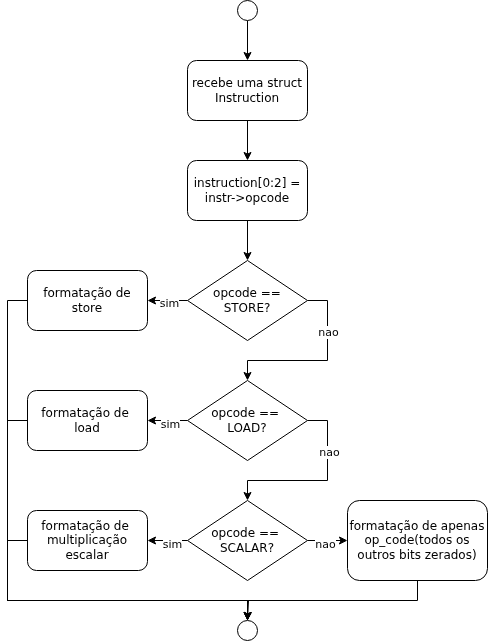 recebe uma struct
Instruction
instruction[0:2] =
instr->opcode
formatação de
store
sim
opcode ==
STORE?
nao
formatação de
load
sim
opcode ==
LOAD?
nao
formatação de
multiplicação
escalar
sim
opcode ==
SCALAR?
nao
formatação de apenas
op_code(todos os
outros bits zerados)